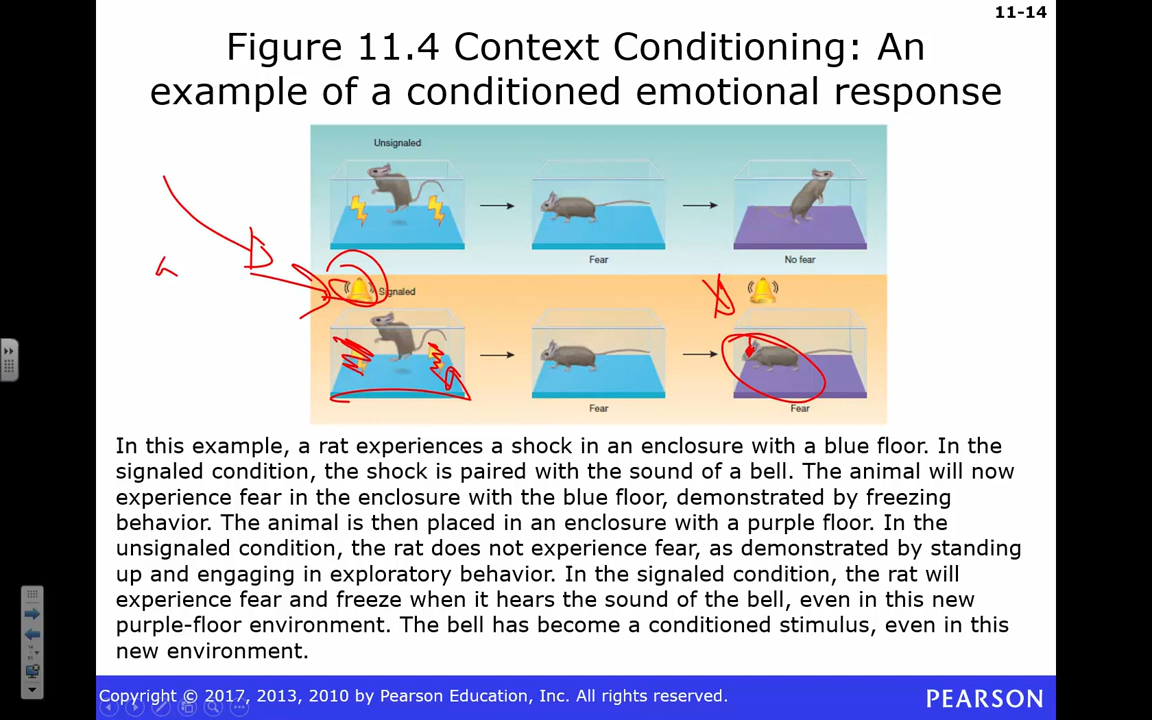 11-14
Figure 11.4 Context Conditioning: An
example of a conditioned emotional response
Unsignaled
Fear
No fear
Signaled
Fear
Fear
In this example, a rat experiences a shock in an enclosure with a blue floor. In the
signaled condition, the shock is paired with the sound of a bell. The animal will now
experience fear in the enclosure with the blue floor, demonstrated by freezing
behavior. The animal is then placed in an enclosure with a purple floor. In the
unsignaled condition, the rat does not experience fear, as demonstrated by standing
up and engaging in exploratory behavior. In the signaled condition, the rat will
experience fear and freeze when it hears the sound of the bell, even in this new
purple-floor environment. The bell has become a conditioned stimulus, even in this
new environment.
Copyright © 2017, 2013, 2010 by Pearson Education, Inc. All rights reserved.
PEARSON